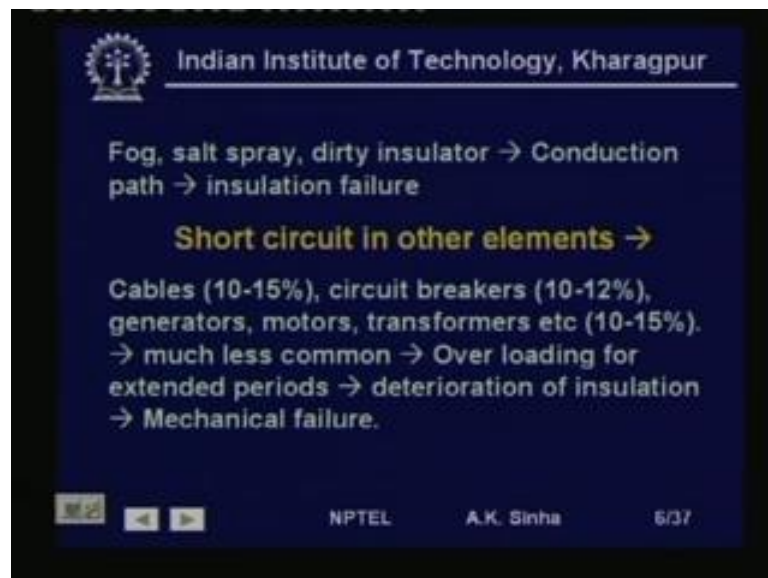 Indian Institute of Technology, Kharagpur
Fog, salt spray, dirty insulator → Conduction
path → insulation failure
Short circuit in other elements →
Cables (10-15%), circuit breakers (10-12%),
generators, motors, transformers etc (10-15%).
→ much less common → Over loading for
extended periods → deterioration of insulation
→ Mechanical failure.
NPTEL A.K. Sinha 6/37